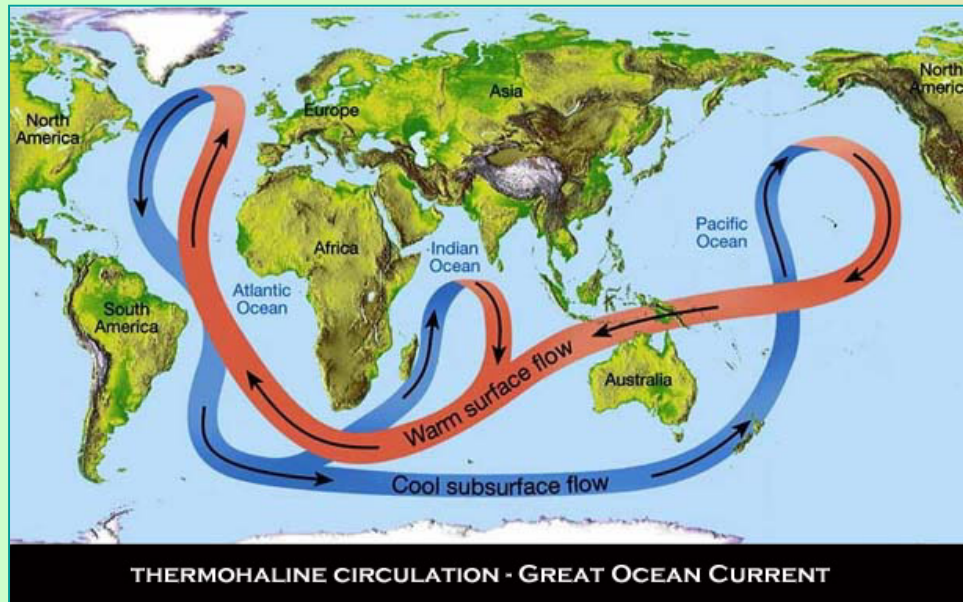 North
America
Europe
Asia
North
America
Africa
Indian
Ocean
Pacific
Ocean
Atlantic
Ocean
South
America
Australia
Warm surface flow
Cool subsurface flow
THERMOHALINE CIRCULATION - GREAT OCEAN CURRENT